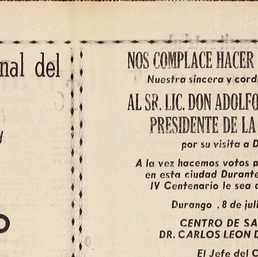 nal del
y
O
NOS COMPLACE HACER
Nuestra sincera y cord
AL SR. LIC. DON ADOLFO
PRESIDENTE DE LA
por su visita a D
A la vez hacemos votos p
en esta ciudad Durante
IV Centenario le sea a
Durango, 8 de juli
CENTRO DE SA
DR. CARLOS LEON D
El Jefe del C